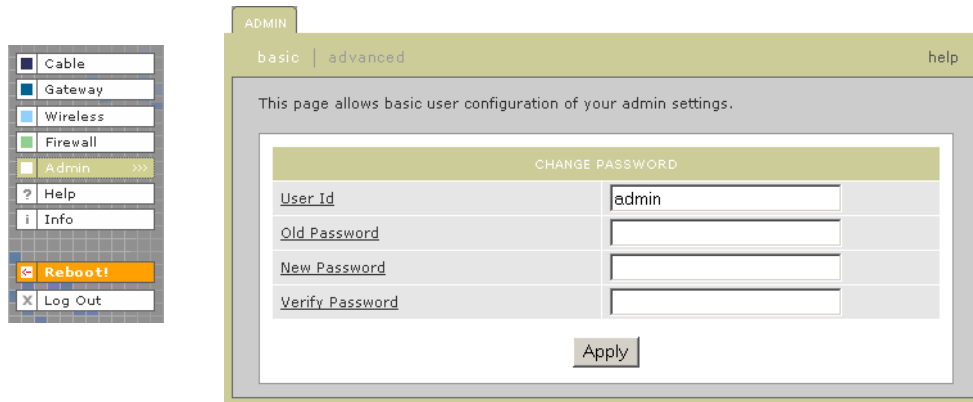 Cable
Gateway
Wireless
Firewall
Admin >>>
? Help
i Info
Reboot!
X Log Out
ADMIN
basic | advanced help
This page allows basic user configuration of your admin settings.
CHANGE PASSWORD
User Id admin
Old Password
New Password
Verify Password
Apply